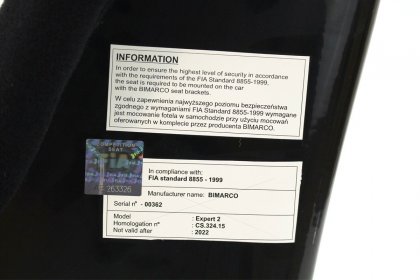 INFORMATION
In order to ensure the highest level of security in accordance
with the requirements of the FIA Standard 8855-1999,
the seat is required to be mounted on the car
with the BIMARCO seat brackets.
W celu zapewnienia najwyższego poziomu bezpieczeństwa
zgodnego z wymaganiami FIA Standard 8855-1999 wymagane
jest mocowanie fotela w samochodzie przy użyciu mocowań
oferowanych w komplecie przez producenta BIMARCO.
COMPETITION
SEAT
FIA
263326
In compliance with:
FIA standard 8855 - 1999
Manufacturer name: BIMARCO
Serial n° - 00362
Model : Expert 2
Homologation n° : CS.324.15
Not valid after : 2022